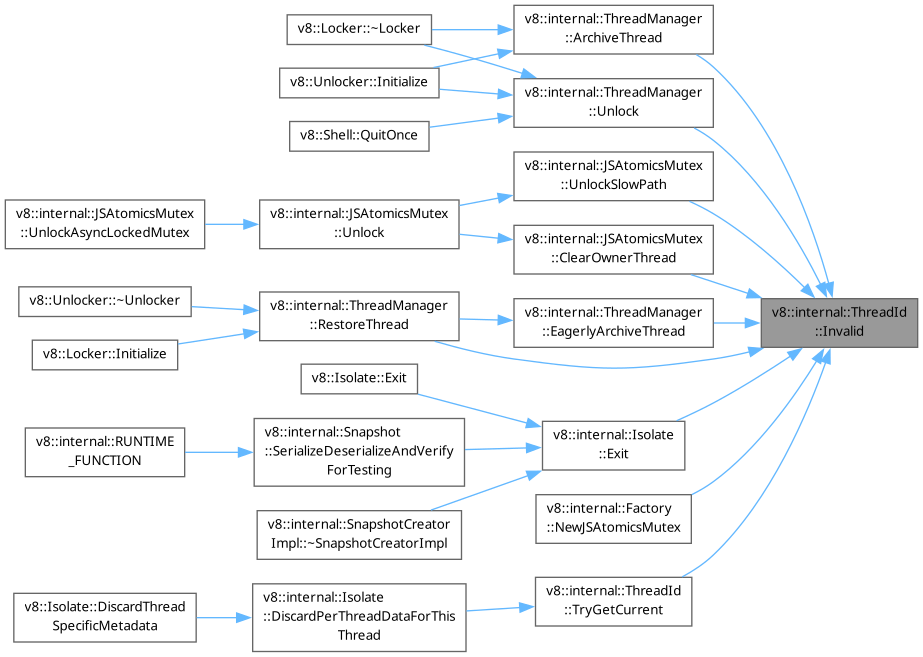 v8::Locker::~Locker
v8::Unlocker::Initialize
v8::Shell::QuitOnce
v8::internal::ThreadManager
::ArchiveThread
v8::internal::ThreadManager
::Unlock
v8::internal::JSAtomicsMutex
::UnlockSlowPath
v8::internal::JSAtomicsMutex
::UnlockAsyncLockedMutex
v8::internal::JSAtomicsMutex
::Unlock
v8::internal::JSAtomicsMutex
::ClearOwnerThread
v8::Unlocker::~Unlocker
v8::Locker::Initialize
v8::internal::ThreadManager
::RestoreThread
v8::internal::ThreadManager
::EagerlyArchiveThread
v8::internal::ThreadId
::Invalid
v8::Isolate::Exit
v8::internal::RUNTIME
_FUNCTION
v8::internal::Snapshot
::SerializeDeserializeAndVerify
ForTesting
v8::internal::SnapshotCreator
Impl::~SnapshotCreatorImpl
v8::internal::Isolate
::Exit
v8::internal::Factory
::NewJSAtomicsMutex
v8::Isolate::DiscardThread
SpecificMetadata
v8::internal::Isolate
::DiscardPerThreadDataForThis
Thread
v8::internal::ThreadId
::TryGetCurrent